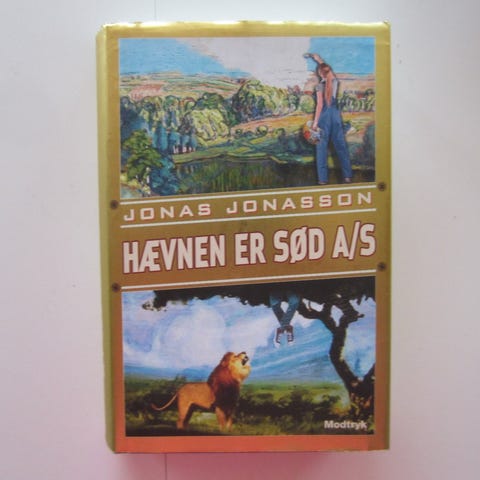 JONAS JONASSON
HÆVNEN ER SØD A/S
Modtryk